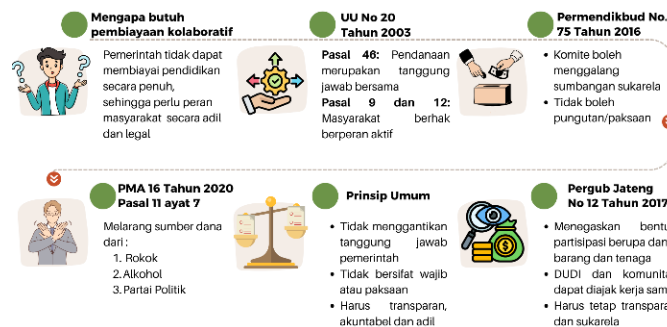 Mengapa butuh
pembiayaan kolaboratif
Pemerintah tidak dapat
membiayai pendidikan
secara penuh,
sehingga perlu peran
masyarakat secara adil
dan legal
UU No 20
Tahun 2003
Pasal 46: Pendanaan
merupakan tanggung
jawab bersama
Pasal 9 dan 12:
Masyarakat berhak
berperan aktif
Permendikbud No.
75 Tahun 2016
• Komite boleh
menggalang
sumbangan sukarela
• Tidak boleh
pungutan/paksaan
PMA 16 Tahun 2020
Pasal 11 ayat 7
Melarang sumber dana
dari :
1. Rokok
2. Alkohol
3. Partai Politik
Prinsip Umum
• Tidak menggantikan
tanggung jawab
pemerintah
• Tidak bersifat wajib
atau paksaan
• Harus transparan,
akuntabel dan adil
Pergub Jateng
No 12 Tahun 2017
• Menegaskan bentu
partisipasi berupa dan
barang dan tenaga
• DUDI dan komunita
dapat diajak kerja sam
• Harus tetap transpara
dan sukarela